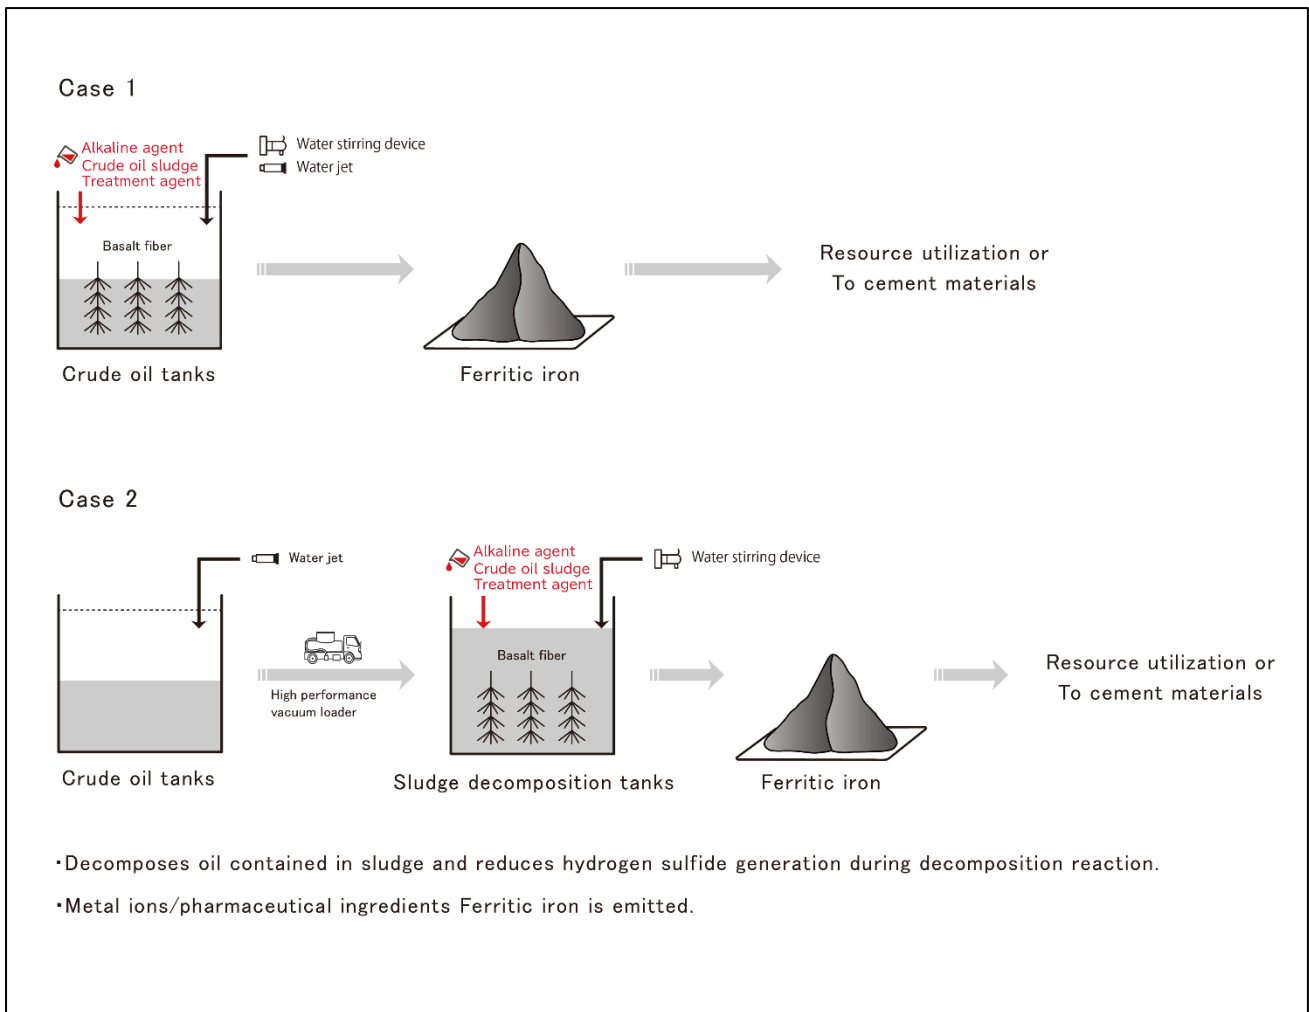 Case 1
Alkaline agent
Crude oil sludge
Treatment agent
Water stirring device
Water jet
Basalt fiber
Resource utilization or
To cement materials
Crude oil tanks
Ferritic iron
Case 2
Water jet
Alkaline agent
Crude oil sludge
Treatment agent
Water stirring device
High performance
vacuum loader
Basalt fiber
Resource utilization or
To cement materials
Crude oil tanks
Sludge decomposition tanks
Ferritic iron
・Decomposes oil contained in sludge and reduces hydrogen sulfide generation during decomposition reaction.
・Metal ions/pharmaceutical ingredients Ferritic iron is emitted.